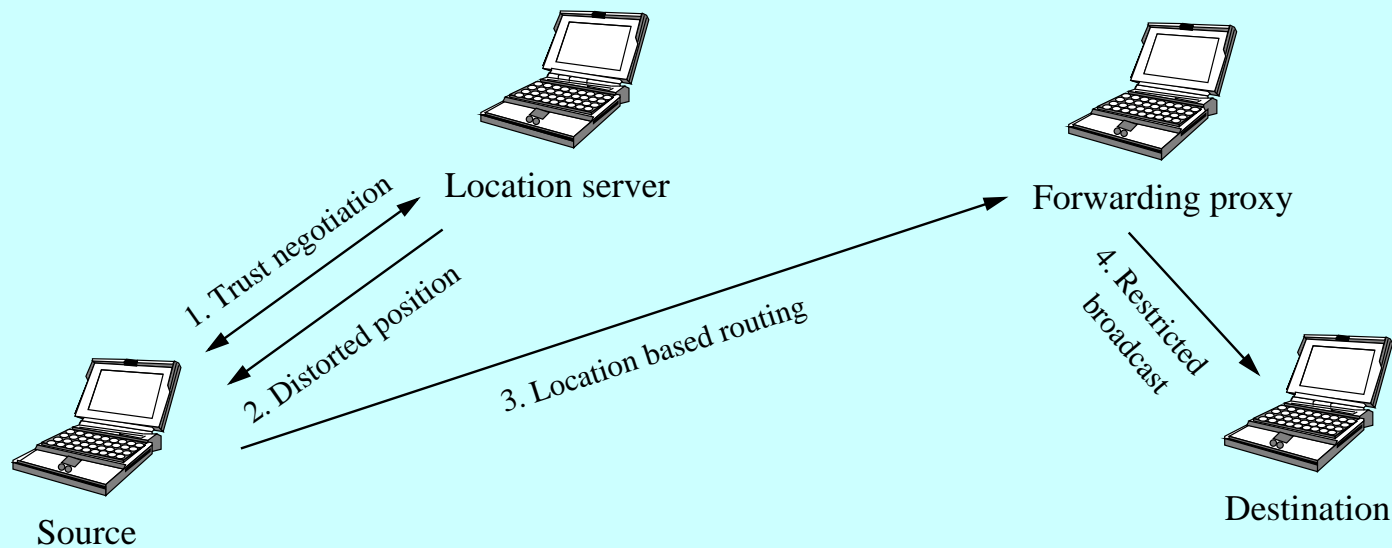 Location server
Forwarding proxy
1. Trust negotiation
2. Distorted position
3. Location based routing
4. Restricted
broadcast
Source
Destination